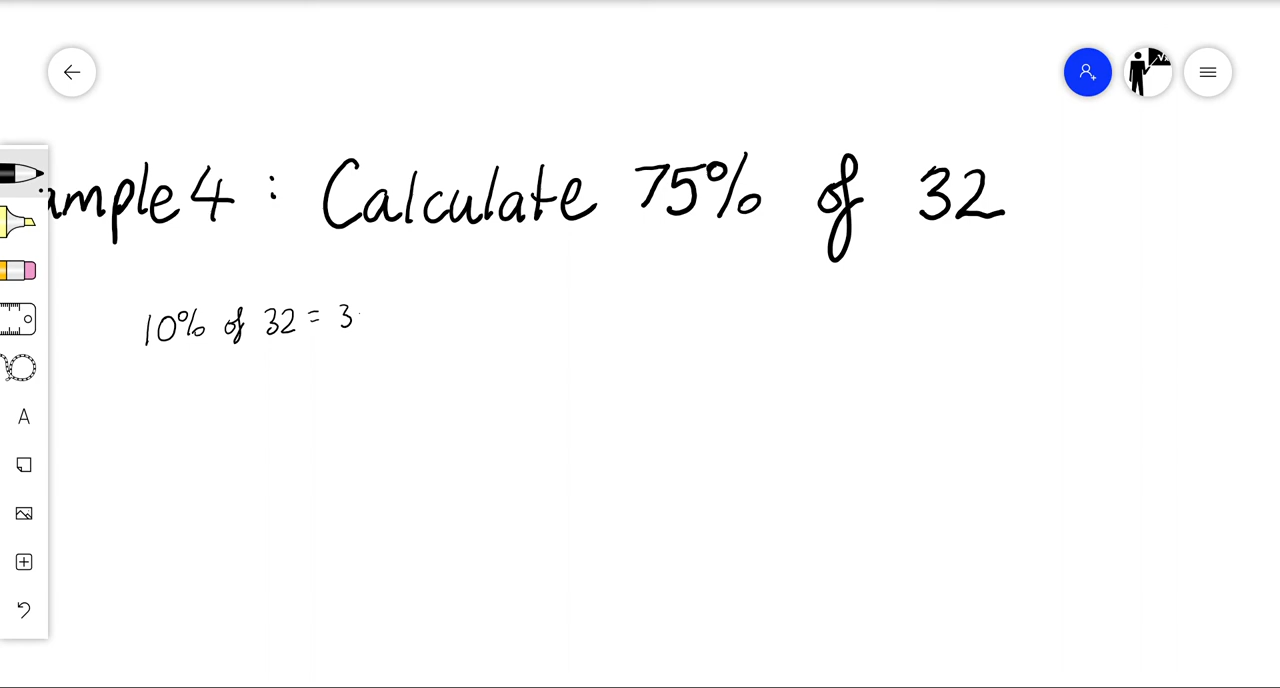 ample 4 : Calculate 75% of 32
10% of 32 = 3.
A